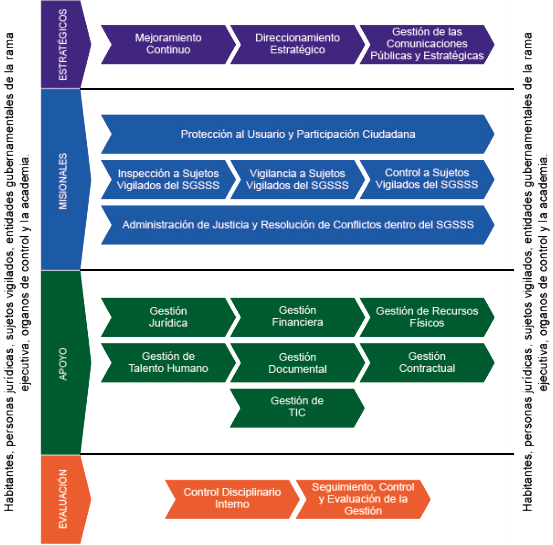 Habitantes, personas jurídicas, sujetos vigilados, entidades gubernamentales de la rama
ejecutiva, organos de control y la academia.
ESTRATÉGICOS
Mejoramiento
Continuo
Direccionamiento
Estratégico
Gestión de las
Comunicaciones
Públicas y Estratégicas
MISIONALES
Protección al Usuario y Participación Ciudadana
Inspección a Sujetos
Vigilados del SGSSS
Vigilancia a Sujetos
Vigilados del SGSSS
Control a Sujetos
Vigilados del SGSSS
Administración de Justicia y Resolución de Conflictos dentro del SGSSS
APOYO
Gestión
Jurídica
Gestión
Financiera
Gestión de Recursos
Físicos
Gestión de
Talento Humano
Gestión
Documental
Gestión
Contractual
Gestión de
TIC
EVALUACIÓN
Control Disciplinario
Interno
Seguimiento, Control
y Evaluación de la
Gestión
Habitantes, personas jurídicas, sujetos vigilados, entidades gubernamentales de la rama
ejecutiva, organos de control y la academia.